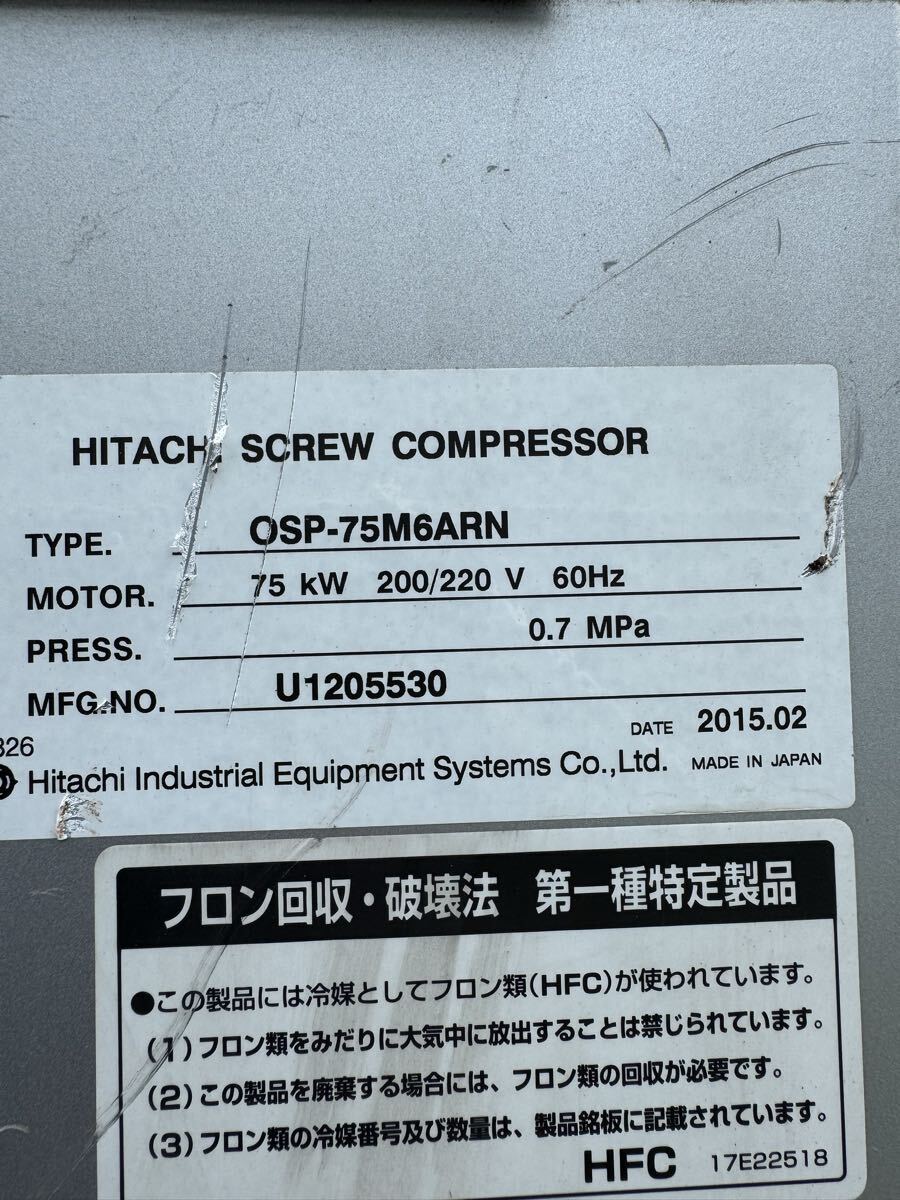 HITACHI SCREW COMPRESSOR
TYPE. OSP-75M6ARN
MOTOR. 75 kW 200/220 V 60Hz
PRESS. 0.7 MPa
MFG.NO. U1205530
DATE 2015.02
326
Hitachi Industrial Equipment Systems Co.,Ltd. MADE IN JAPAN
フロン回収・破壊法 第一種特定製品
●この製品には冷媒としてフロン類(HFC)が使われています。
(1)フロン類をみだりに大気中に放出することは禁じられています。
(2)この製品を廃棄する場合には、フロン類の回収が必要です。
(3)フロン類の冷媒番号及び数量は、製品銘板に記載されています。
HFC 17E22518